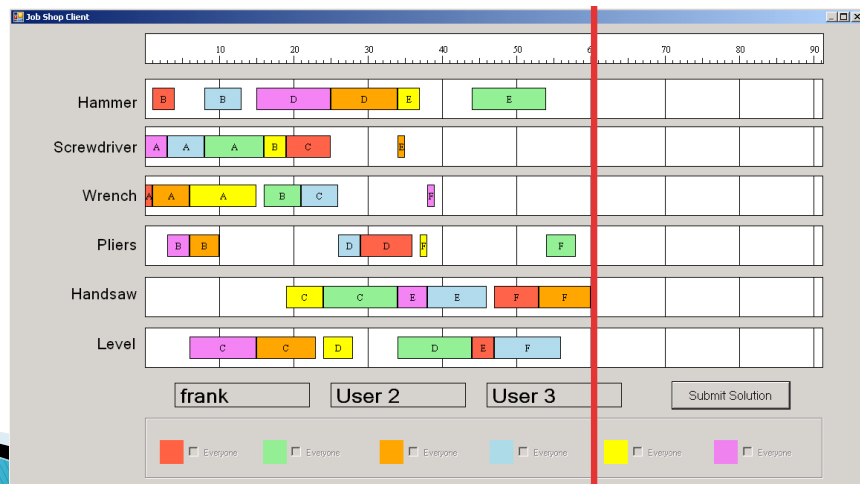 Job Shop Client
10 20 30 40 50 60 70 80 90
Hammer B B D D E E
Screwdriver A A A B C E
Wrench A A A B C F
Pliers B B D D F F
Handsaw C C E E F F
Level C C D D E F
frank User 2 User 3 Submit Solution
Everyone Everyone Everyone Everyone Everyone Everyone